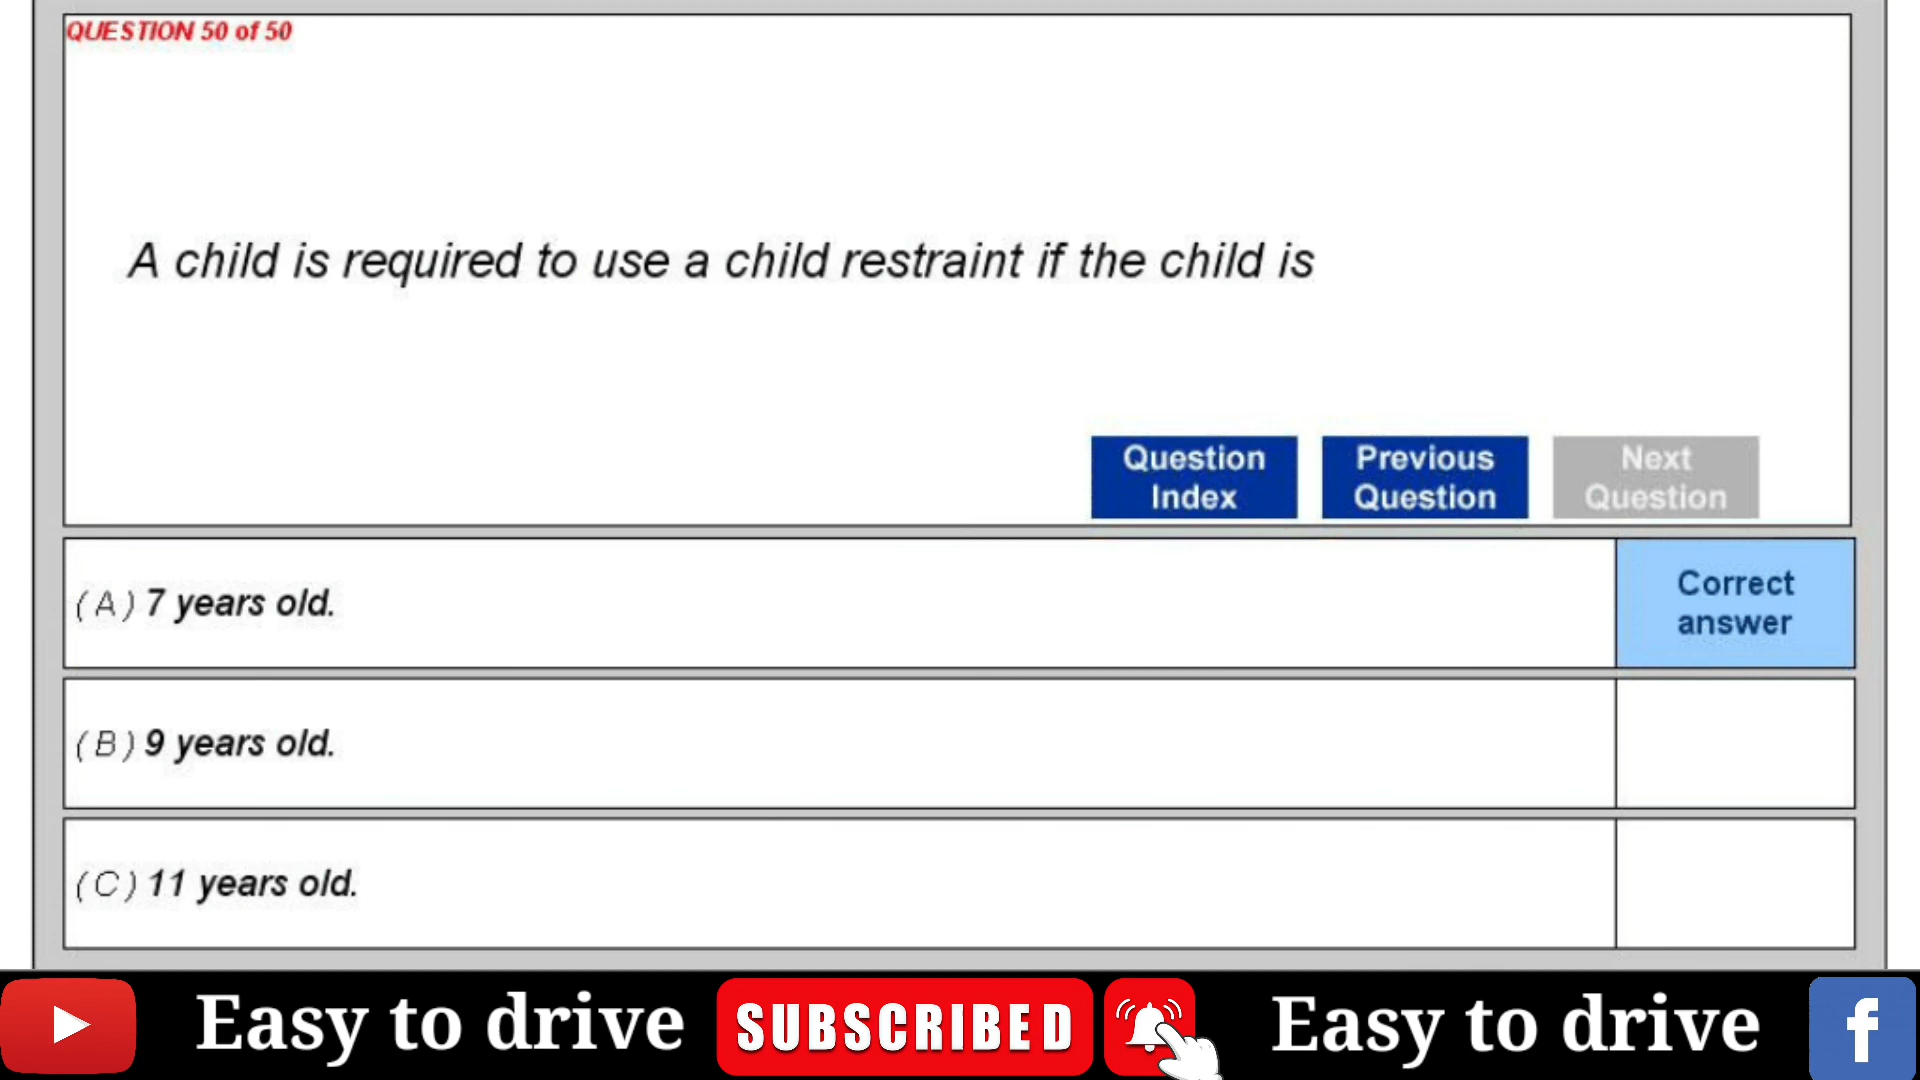 QUESTION 50 of 50
A child is required to use a child restraint if the child is
Question Index
Previous Question
Next Question
(A) 7 years old.
Correct answer
(B) 9 years old.
(C) 11 years old.
Easy to drive
SUBSCRIBED
Easy to drive
f